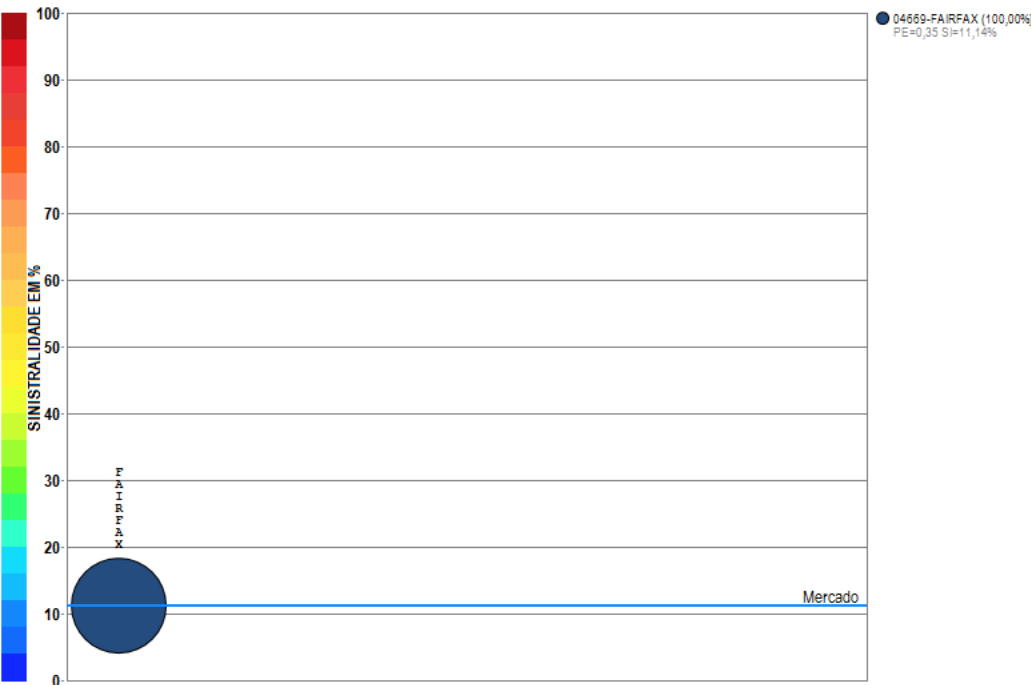 100
90
80
70
60
50
40
30
20
10
0
SINISTRALIDADE EM %
FAIRFAX
Mercado
04669-FAIRFAX (100,00%)
PE=0,35 SI=11,14%